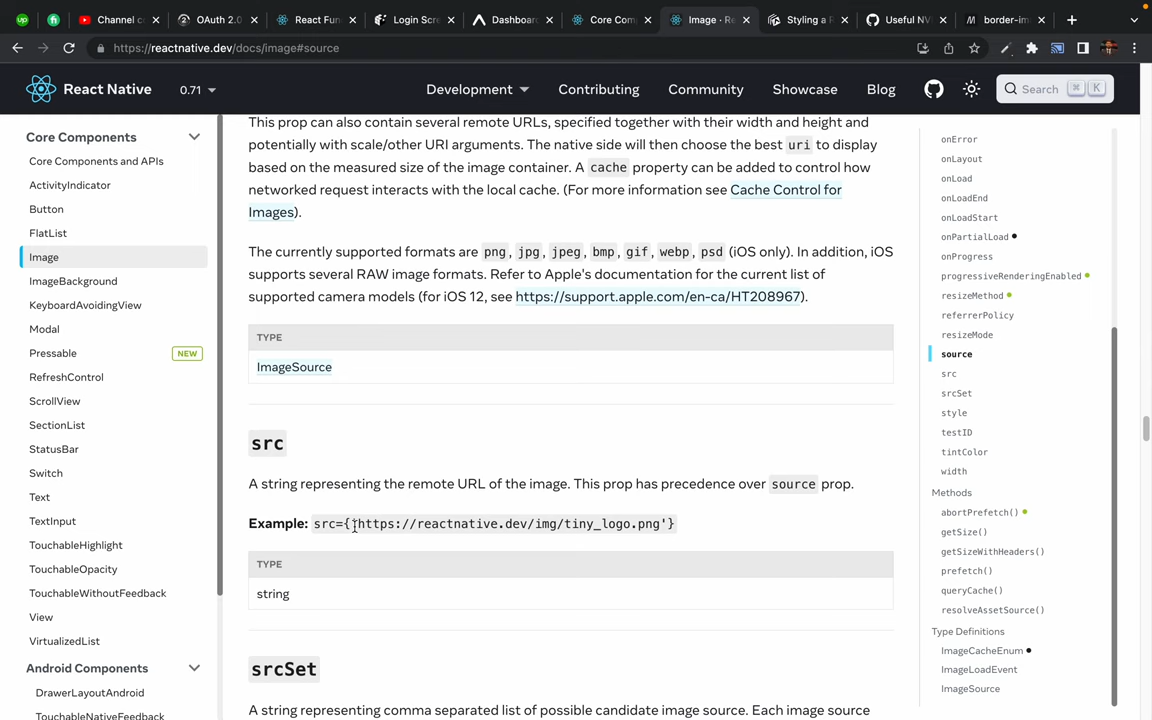 Channel c
OAuth 2.0
React Fun
Login Scre
Dashboar
Core Com
Image · Re
Styling a R
Useful NV
border-im
https://reactnative.dev/docs/image#source
React Native
0.71
Development
Contributing
Community
Showcase
Blog
Search
⌘ K
Core Components
Core Components and APIs
ActivityIndicator
Button
FlatList
Image
ImageBackground
KeyboardAvoidingView
Modal
Pressable
NEW
RefreshControl
ScrollView
SectionList
StatusBar
Switch
Text
TextInput
TouchableHighlight
TouchableOpacity
TouchableWithoutFeedback
View
VirtualizedList
Android Components
DrawerLayoutAndroid
TouchableNativeFeedback
This prop can also contain several remote URLs, specified together with their width and height and
potentially with scale/other URI arguments. The native side will then choose the best uri to display
based on the measured size of the image container. A cache property can be added to control how
networked request interacts with the local cache. (For more information see Cache Control for
Images).
The currently supported formats are png, jpg, jpeg, bmp, gif, webp, psd (iOS only). In addition, iOS
supports several RAW image formats. Refer to Apple's documentation for the current list of
supported camera models (for iOS 12, see https://support.apple.com/en-ca/HT208967).
TYPE
ImageSource
src
A string representing the remote URL of the image. This prop has precedence over source prop.
Example: src={'https://reactnative.dev/img/tiny_logo.png'}
TYPE
string
srcSet
A string representing comma separated list of possible candidate image source. Each image source
onError
onLayout
onLoad
onLoadEnd
onLoadStart
onPartialLoad
onProgress
progressiveRenderingEnabled
resizeMethod
referrerPolicy
resizeMode
source
src
srcSet
style
testID
tintColor
width
Methods
abortPrefetch()
getSize()
getSizeWithHeaders()
prefetch()
queryCache()
resolveAssetSource()
Type Definitions
ImageCacheEnum
ImageLoadEvent
ImageSource